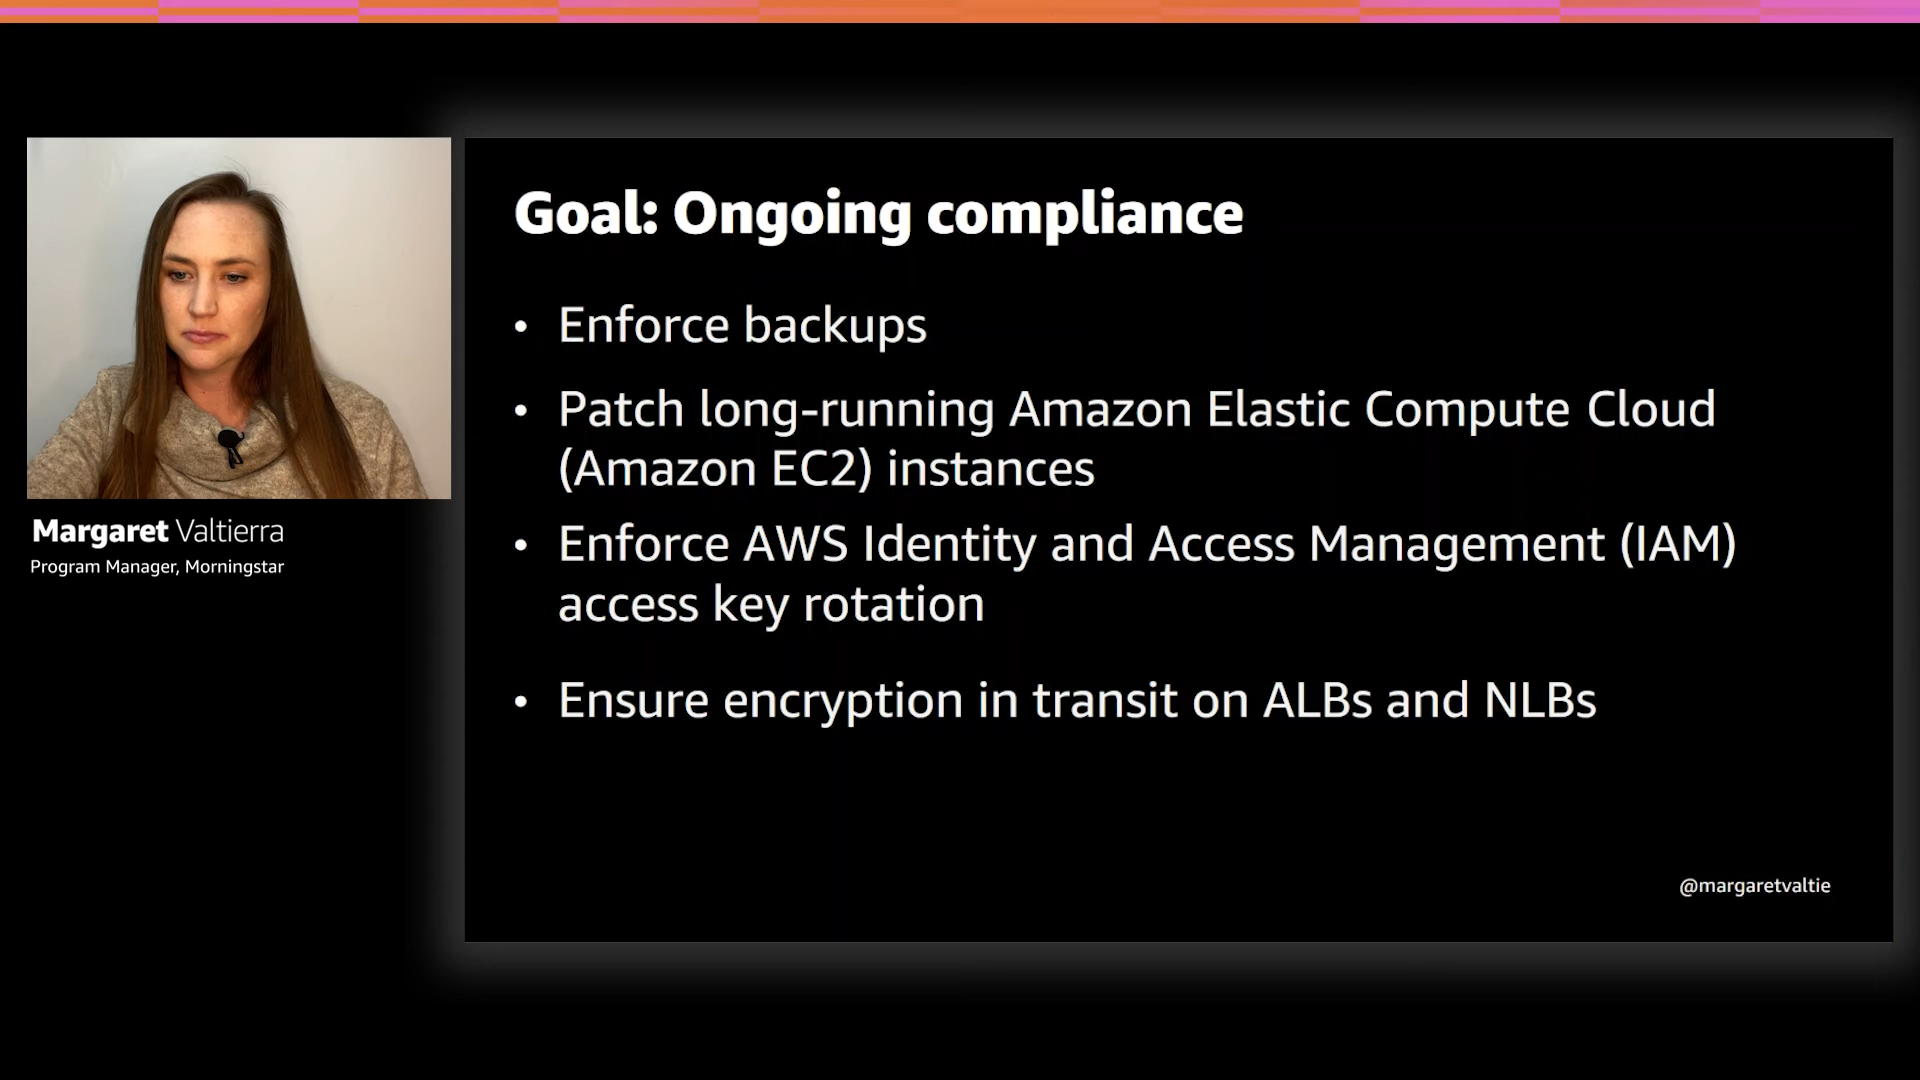 Goal: Ongoing compliance
• Enforce backups
• Patch long-running Amazon Elastic Compute Cloud
(Amazon EC2) instances
• Enforce AWS Identity and Access Management (IAM)
access key rotation
• Ensure encryption in transit on ALBs and NLBs
@margaretvaltie
Margaret Valtierra
Program Manager, Morningstar